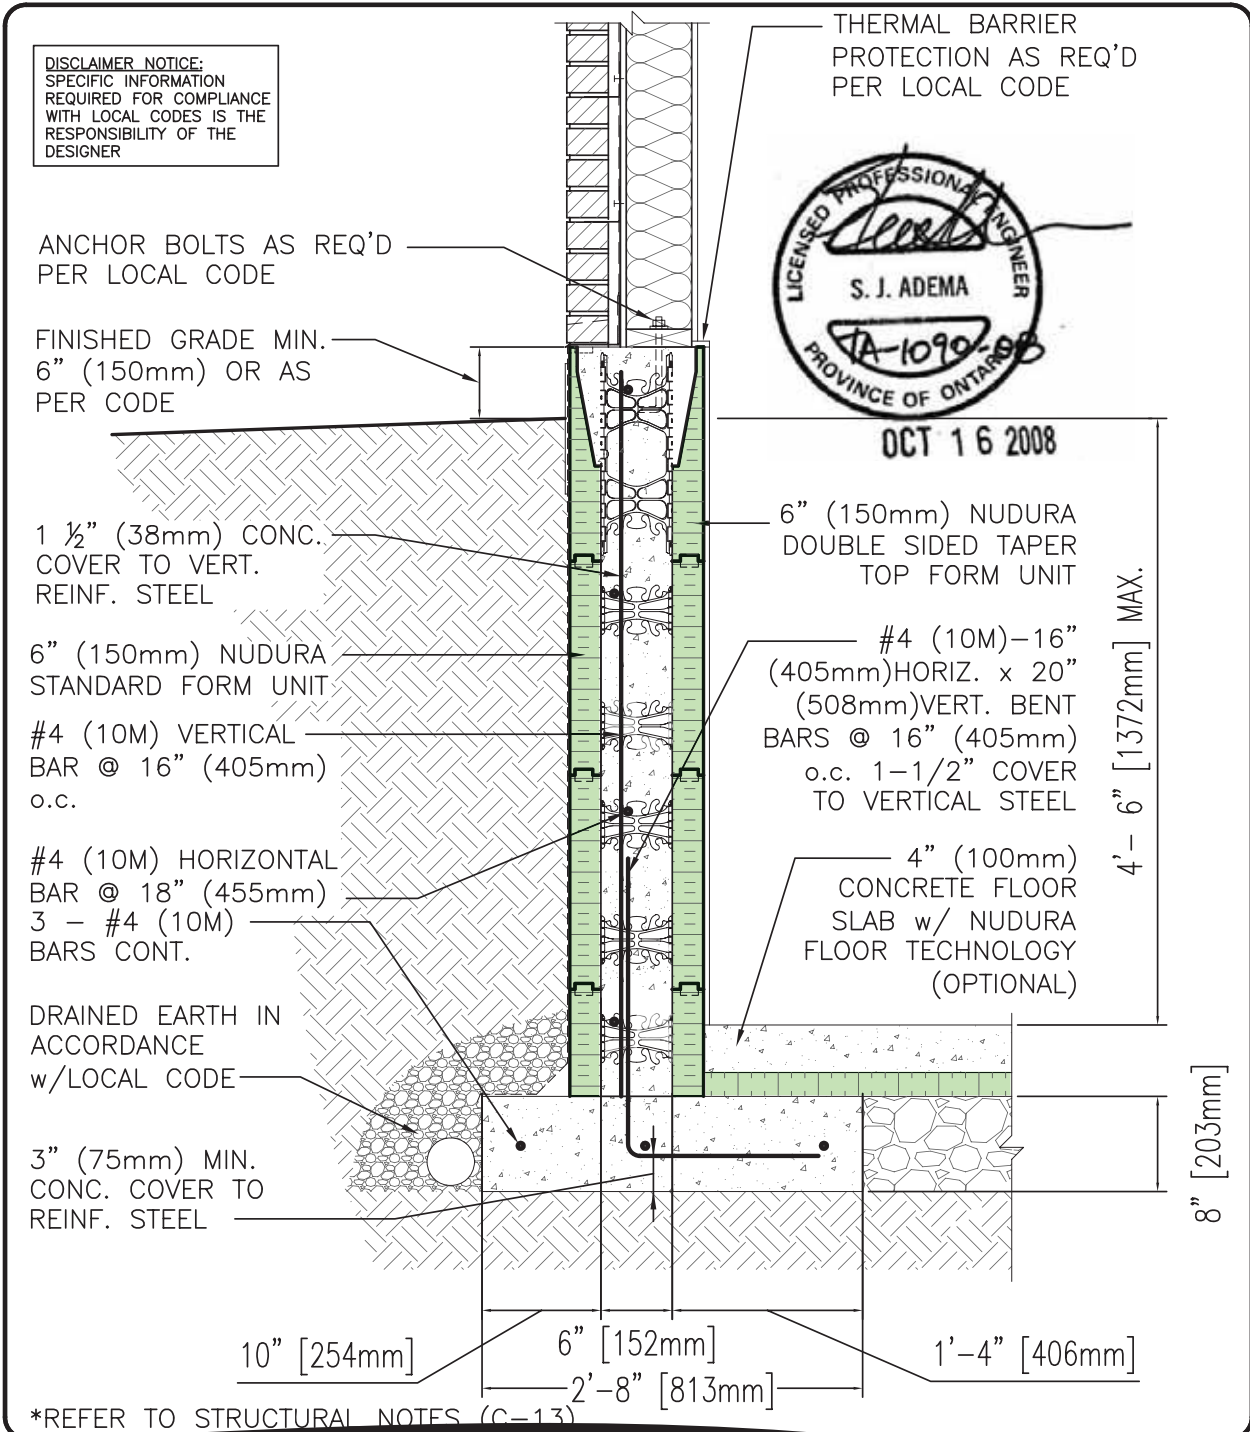 DISCLAIMER NOTICE:
SPECIFIC INFORMATION
REQUIRED FOR COMPLIANCE
WITH LOCAL CODES IS THE
RESPONSIBILITY OF THE
DESIGNER
THERMAL BARRIER
PROTECTION AS REQ'D
PER LOCAL CODE
LICENSED PROFESSIONAL ENGINEER
S. J. ADEMA
TA-1090-08
PROVINCE OF ONTARIO
OCT 16 2008
ANCHOR BOLTS AS REQ'D
PER LOCAL CODE
FINISHED GRADE MIN.
6" (150mm) OR AS
PER CODE
1 ½" (38mm) CONC.
COVER TO VERT.
REINF. STEEL
6" (150mm) NUDURA
STANDARD FORM UNIT
#4 (10M) VERTICAL
BAR @ 16" (405mm)
o.c.
#4 (10M) HORIZONTAL
BAR @ 18" (455mm)
3 – #4 (10M)
BARS CONT.
DRAINED EARTH IN
ACCORDANCE
w/LOCAL CODE
3" (75mm) MIN.
CONC. COVER TO
REINF. STEEL
6" (150mm) NUDURA
DOUBLE SIDED TAPER
TOP FORM UNIT
#4 (10M)–16"
(405mm)HORIZ. x 20"
(508mm)VERT. BENT
BARS @ 16" (405mm)
o.c. 1–1/2" COVER
TO VERTICAL STEEL
4" (100mm)
CONCRETE FLOOR
SLAB w/ NUDURA
FLOOR TECHNOLOGY
(OPTIONAL)
4'- 6" [1372mm] MAX.
8" [203mm]
10" [254mm]
6" [152mm]
1'-4" [406mm]
2'-8" [813mm]
*REFER TO STRUCTURAL NOTES (C-13)